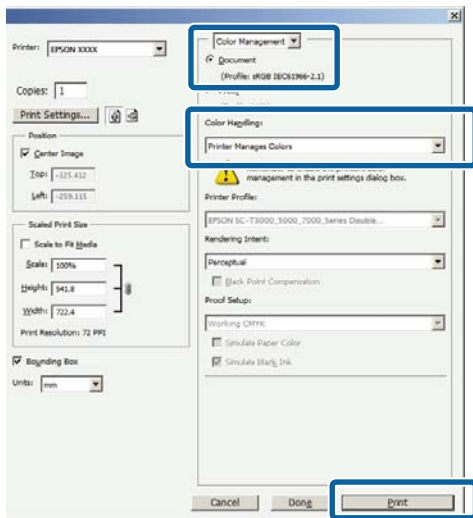 Printer: EPSON XXXX
Copies: 1
Print Settings...
Position
Center Image
Top: -125.412
Left: -259.115
Scaled Print Size
Scale to Fit Media
Scale: 100%
Height: 541.8
Width: 722.4
Print Resolution: 72 PPI
Bounding Box
Units: mm
Color Management
Document
(Profile: sRGB IEC61966-2.1)
Color Handling:
Printer Manages Colors
management in the print settings dialog box.
Printer Profile:
EPSON SC-T3000_5000_7000_Series Double...
Rendering Intent:
Perceptual
Black Point Compensation
Proof Setup:
Working CMYK
Simulate Paper Color
Simulate Black Ink
Cancel
Done
Print